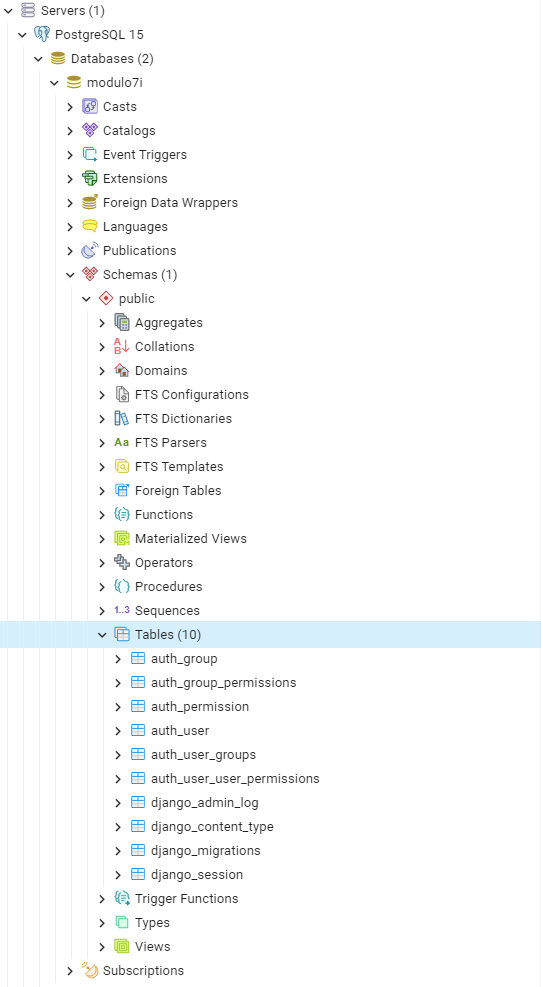 Servers (1)
PostgreSQL 15
Databases (2)
modulo7i
Casts
Catalogs
Event Triggers
Extensions
Foreign Data Wrappers
Languages
Publications
Schemas (1)
public
Aggregates
Collations
Domains
FTS Configurations
FTS Dictionaries
Aa FTS Parsers
FTS Templates
Foreign Tables
Functions
Materialized Views
Operators
Procedures
1..3 Sequences
Tables (10)
auth_group
auth_group_permissions
auth_permission
auth_user
auth_user_groups
auth_user_user_permissions
django_admin_log
django_content_type
django_migrations
django_session
Trigger Functions
Types
Views
Subscriptions